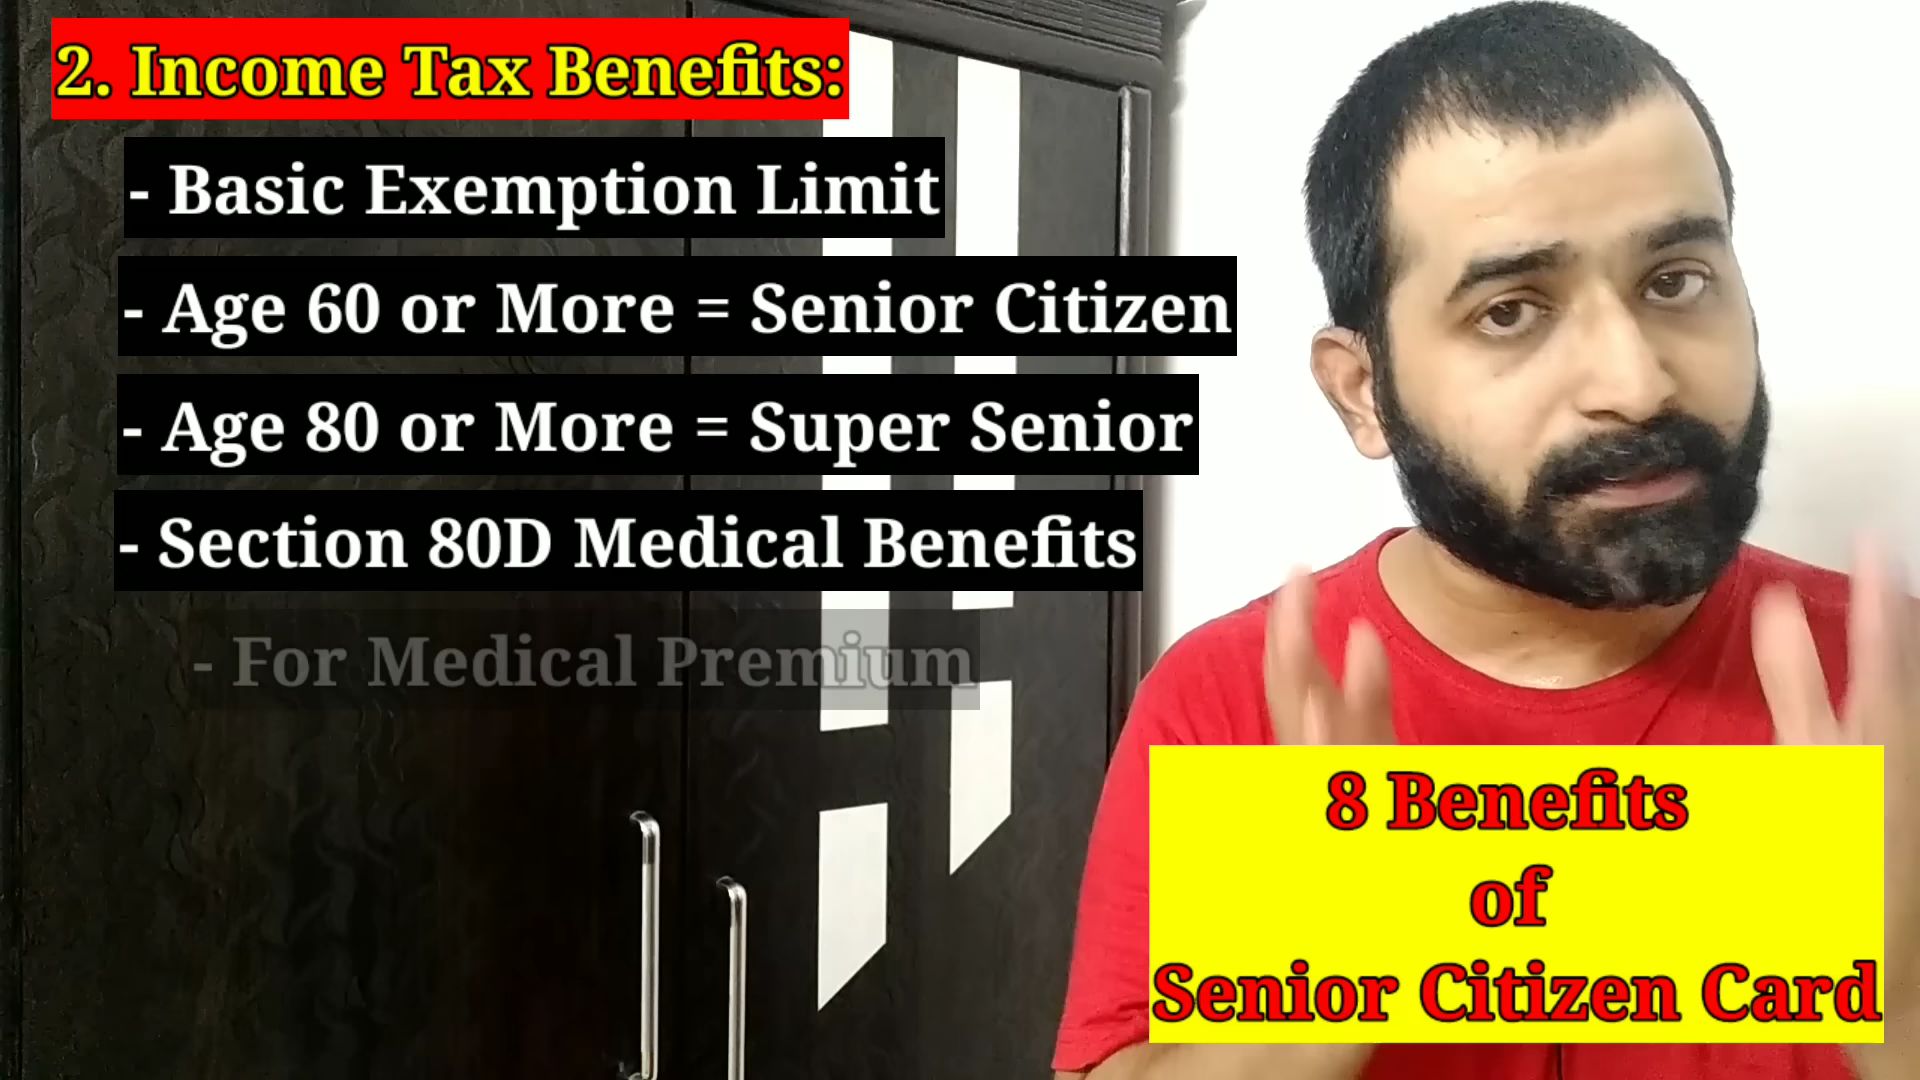 2. Income Tax Benefits:
- Basic Exemption Limit
- Age 60 or More = Senior Citizen
- Age 80 or More = Super Senior
- Section 80D Medical Benefits
- For Medical Premium
8 Benefits
of
Senior Citizen Card